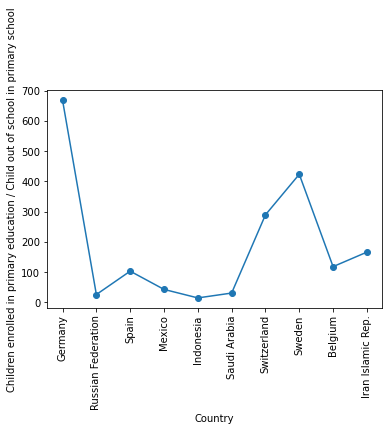 Children enrolled in primary education / Child out of school in primary school
700
600
500
400
300
200
100
0
Germany
Russian Federation
Spain
Mexico
Indonesia
Saudi Arabia
Switzerland
Sweden
Belgium
Iran Islamic Rep.
Country